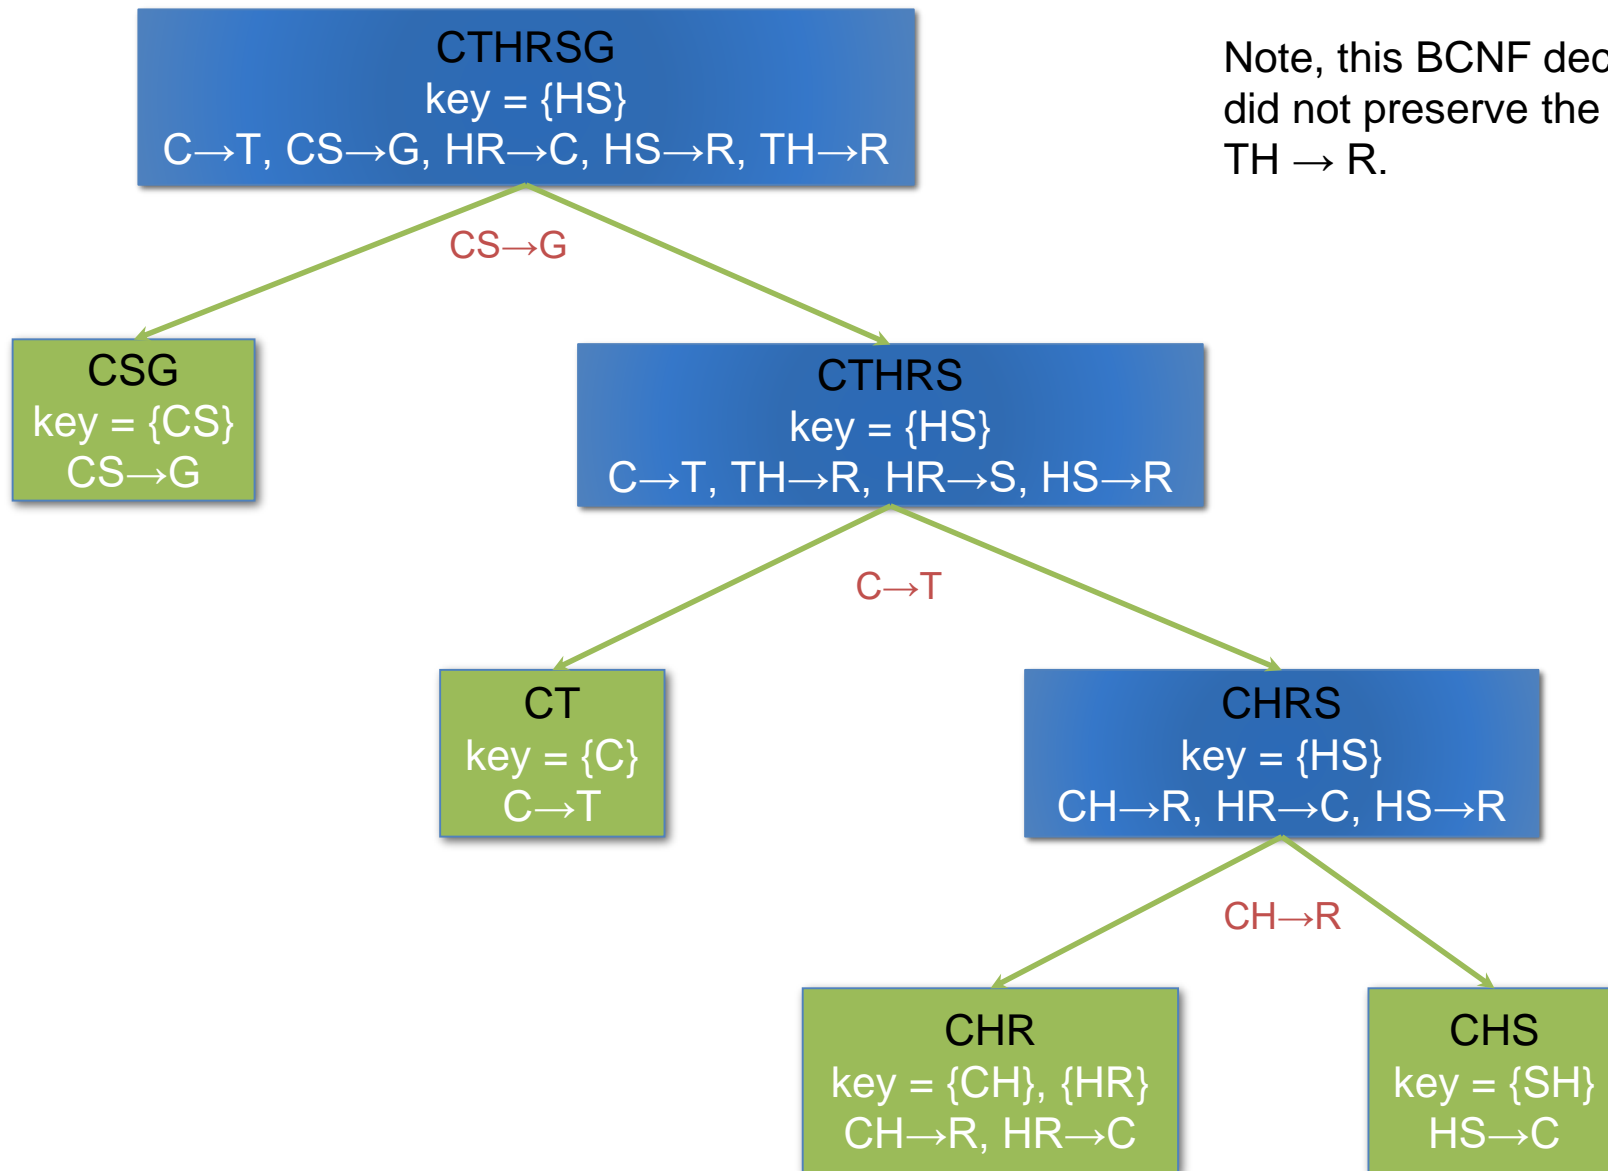 CTHRSG
key = {HS}
C→T, CS→G, HR→C, HS→R, TH→R
Note, this BCNF
did not preserve the
TH → R.
CS→G
CSG
key = {CS}
CS→G
CTHRS
key = {HS}
C→T, TH→R, HR→S, HS→R
C→T
CT
key = {C}
C→T
CHRS
key = {HS}
CH→R, HR→C, HS→R
CH→R
CHR
key = {CH}, {HR}
CH→R, HR→C
CHS
key = {SH}
HS→C